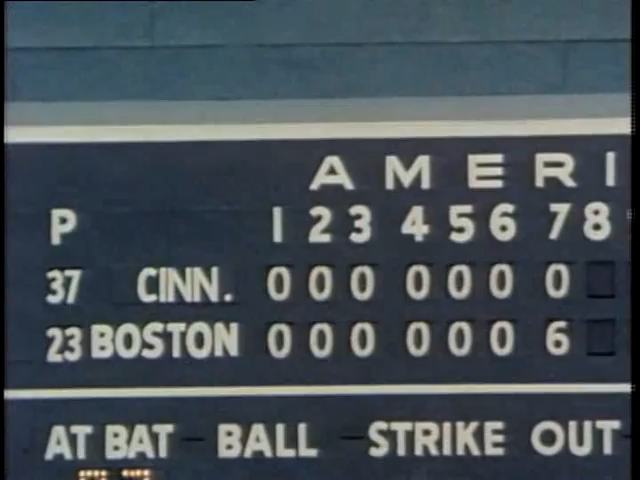 AMERI
P 1 2 3 4 5 6 7 8
37 CINN. 0 0 0 0 0 0 0
23 BOSTON 0 0 0 0 0 0 6
AT BAT BALL STRIKE OUT